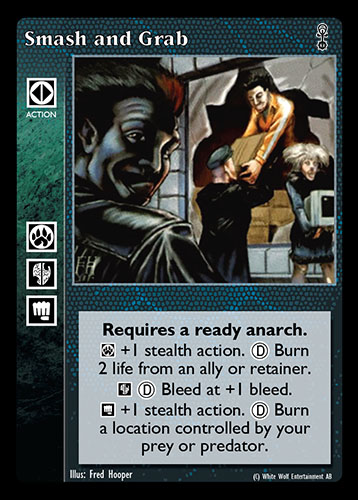 Smash and Grab
ACTION
FH
Requires a ready anarch.
+1 stealth action. D Burn
2 life from an ally or retainer.
D Bleed at +1 bleed.
+1 stealth action. D Burn
a location controlled by your
prey or predator.
Illus: Fred Hooper
(C) White Wolf Entertainment AB